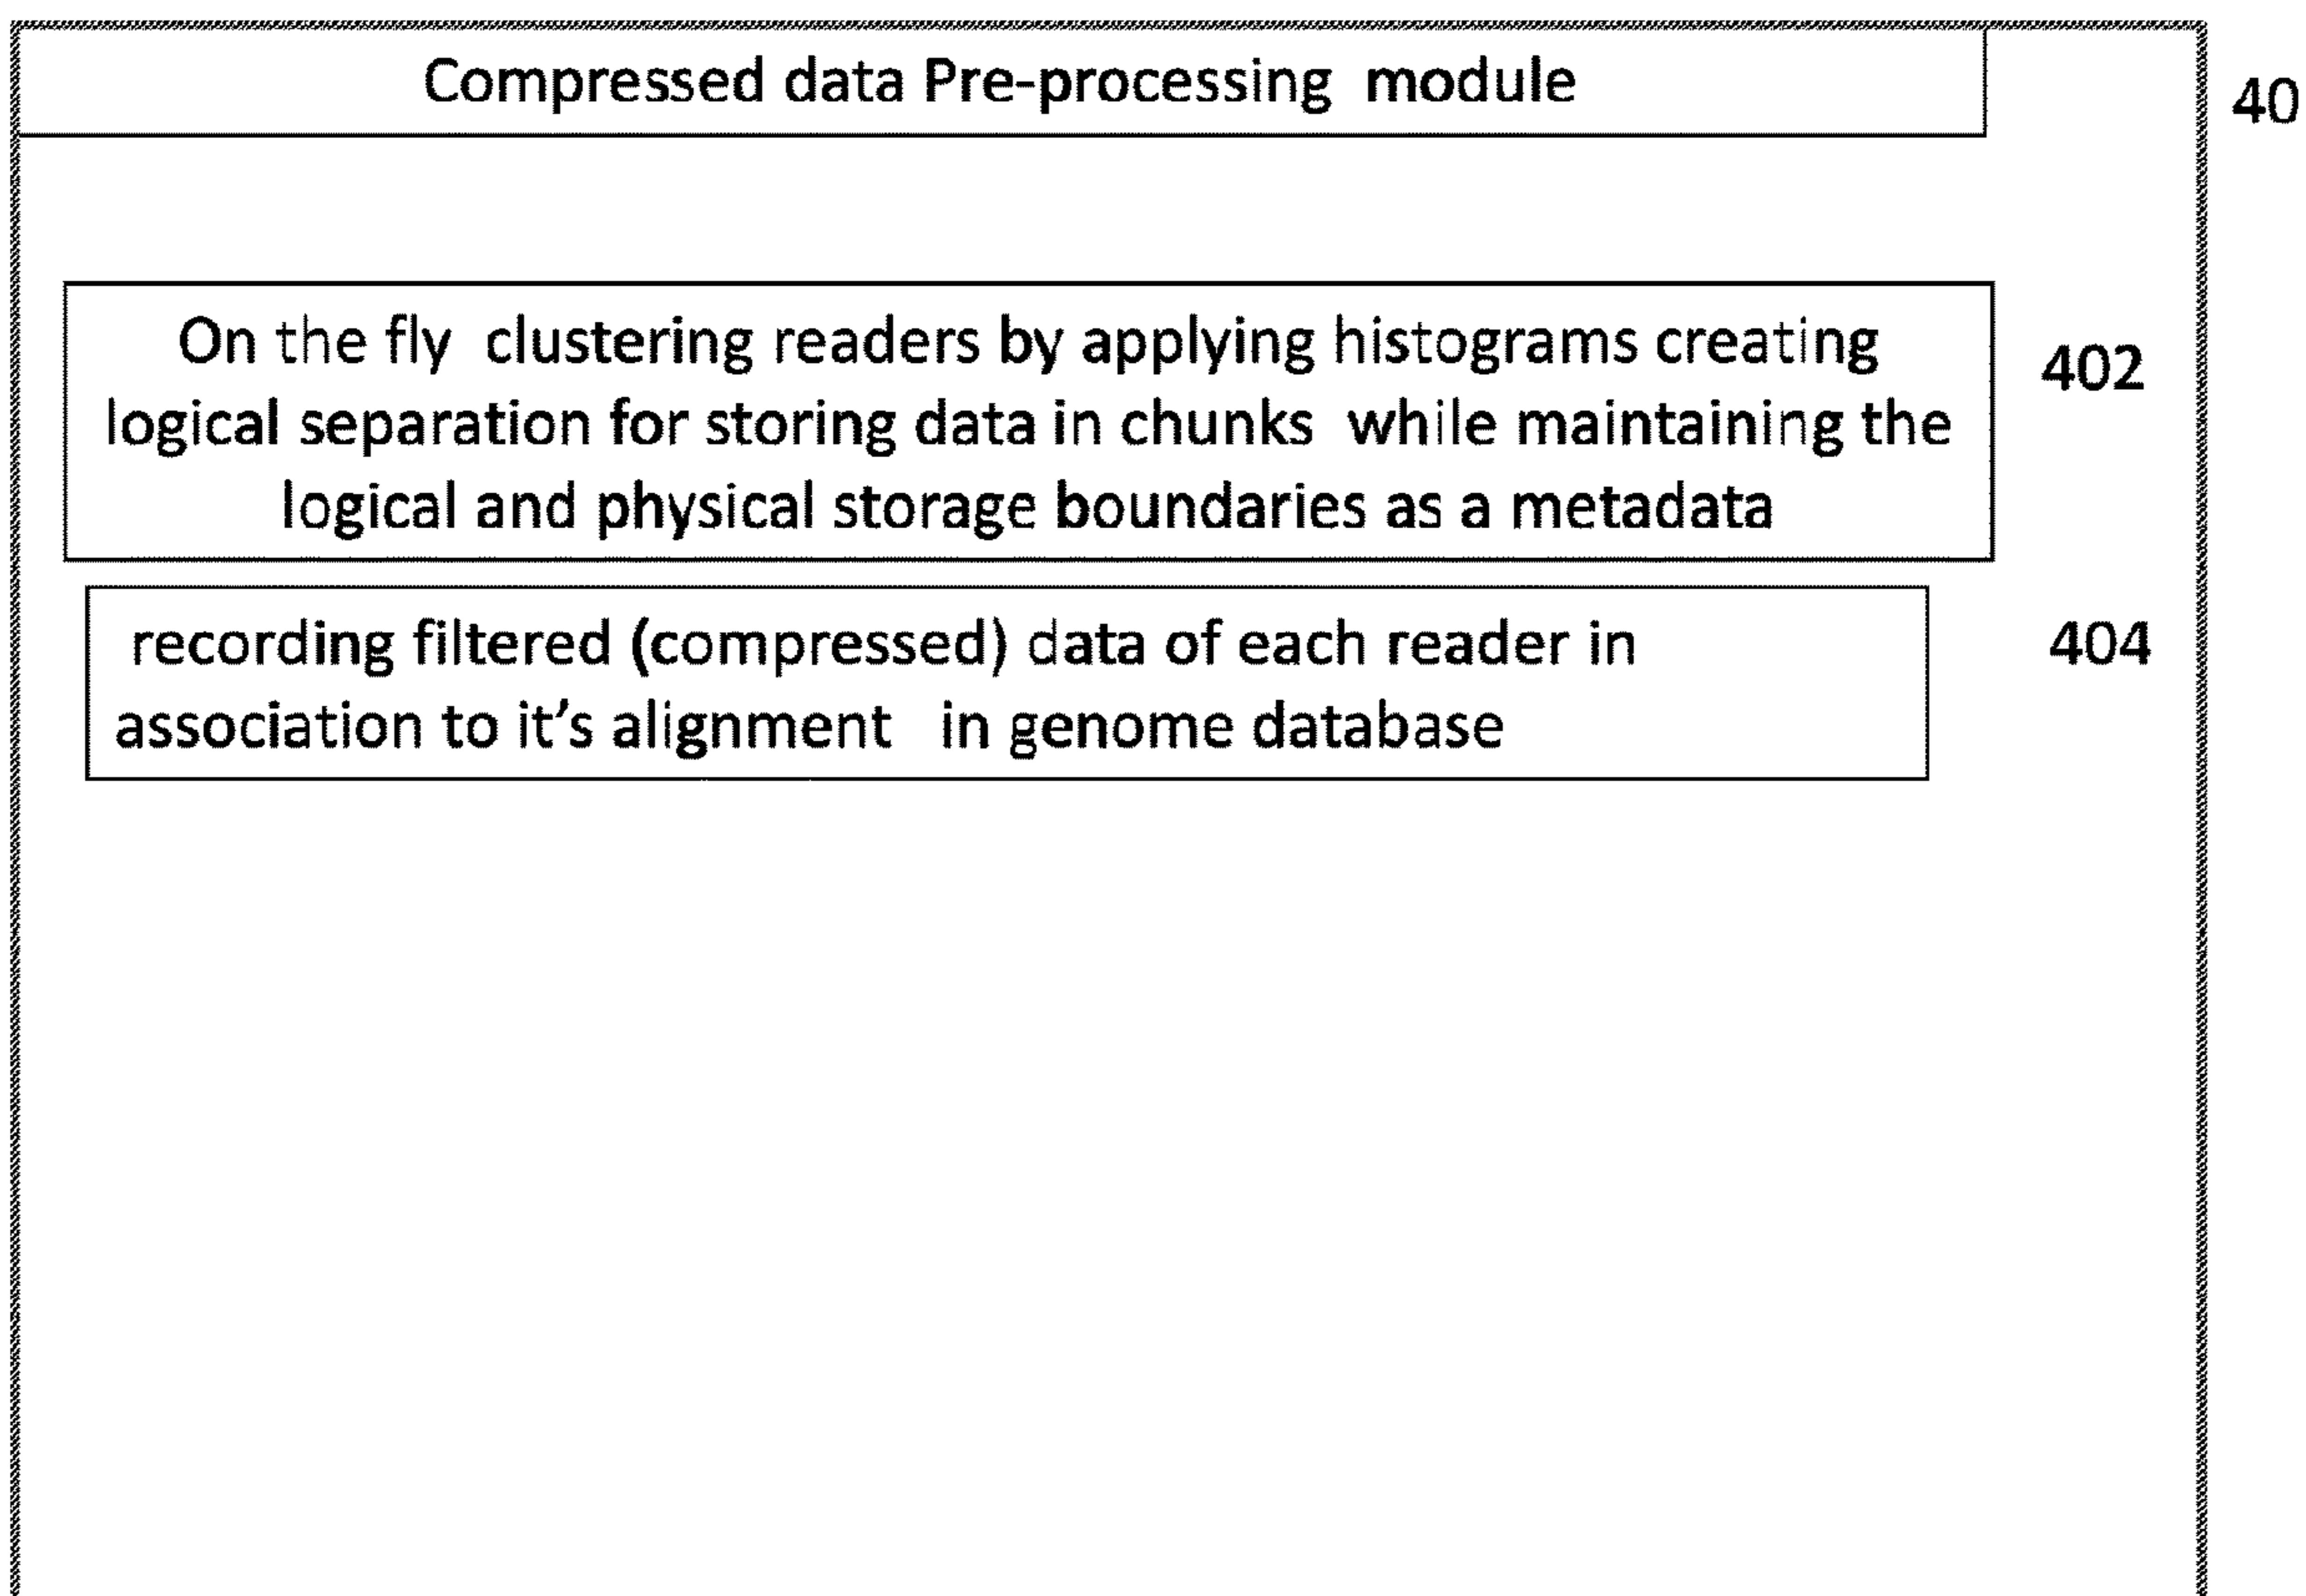 Compressed data Pre-processing module
40
On the fly clustering readers by applying histograms creating
logical separation for storing data in chunks while maintaining the
logical and physical storage boundaries as a metadata
402
recording filtered (compressed) data of each reader in
association to it's alignment in genome database
404